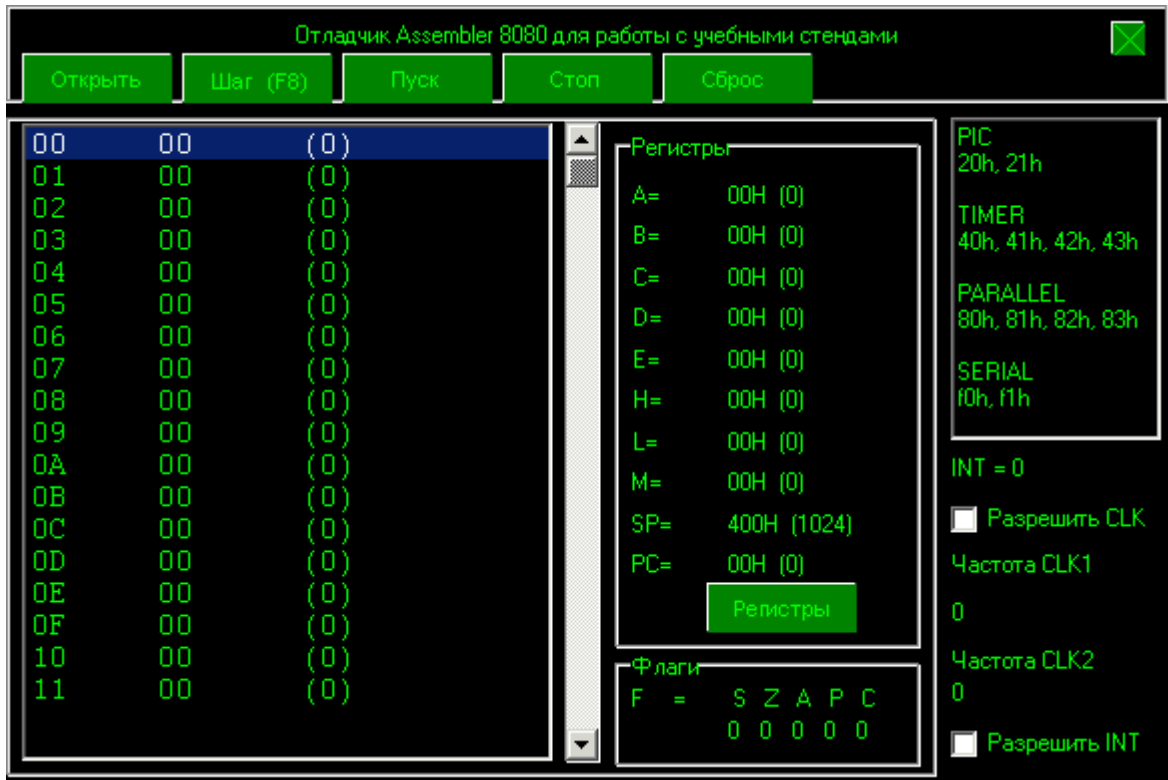 Отладчик Assembler 8080 для работы с учебными стендами
Открыть Шаг (F8) Пуск Стоп Сброс
00 00 (0)
01 00 (0)
02 00 (0)
03 00 (0)
04 00 (0)
05 00 (0)
06 00 (0)
07 00 (0)
08 00 (0)
09 00 (0)
0A 00 (0)
0B 00 (0)
0C 00 (0)
0D 00 (0)
0E 00 (0)
0F 00 (0)
10 00 (0)
11 00 (0)
Регистры
A= 00H (0)
B= 00H (0)
C= 00H (0)
D= 00H (0)
E= 00H (0)
H= 00H (0)
L= 00H (0)
M= 00H (0)
SP= 400H (1024)
PC= 00H (0)
Регистры
Флаги
F = S Z A P C
0 0 0 0 0
PIC
20h, 21h
TIMER
40h, 41h, 42h, 43h
PARALLEL
80h, 81h, 82h, 83h
SERIAL
f0h, f1h
INT = 0
Разрешить CLK
Частота CLK1
0
Частота CLK2
0
Разрешить INT